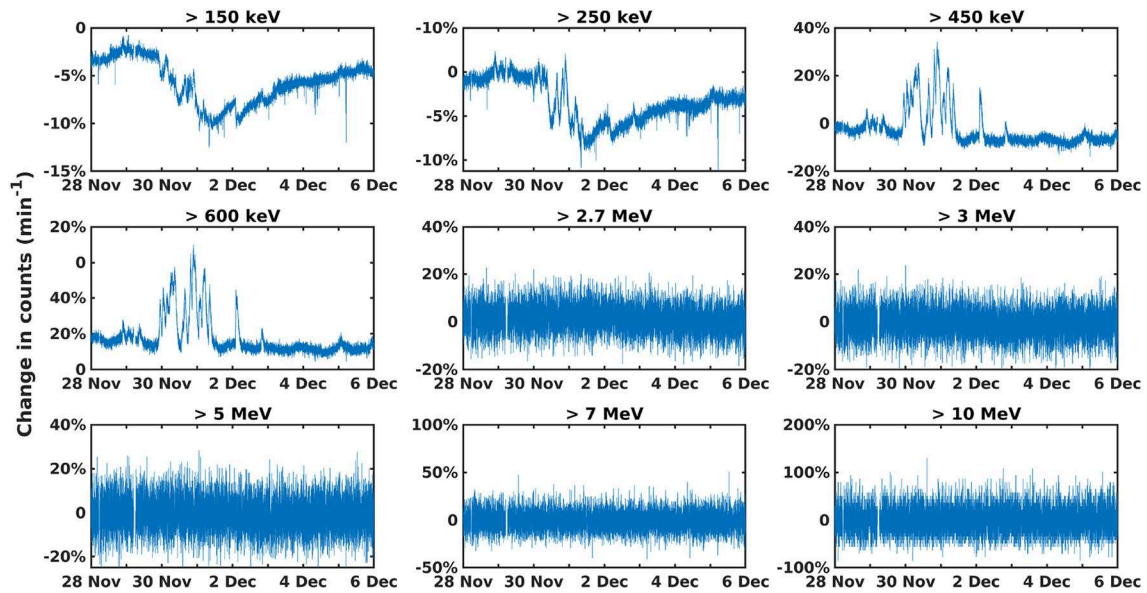 > 150 keV
> 250 keV
> 450 keV
0
-5%
-10%
-15%
28 Nov 30 Nov 2 Dec 4 Dec 6 Dec
-10%
0
-5%
-10%
28 Nov 30 Nov 2 Dec 4 Dec 6 Dec
40%
20%
0
-20%
28 Nov 30 Nov 2 Dec 4 Dec 6 Dec
Change in counts (min-1)
> 600 keV
> 2.7 MeV
> 3 MeV
20%
0
40%
20%
0
28 Nov 30 Nov 2 Dec 4 Dec 6 Dec
40%
20%
0
-20%
28 Nov 30 Nov 2 Dec 4 Dec 6 Dec
40%
20%
0
-20%
28 Nov 30 Nov 2 Dec 4 Dec 6 Dec
> 5 MeV
> 7 MeV
> 10 MeV
40%
20%
0
-20%
28 Nov 30 Nov 2 Dec 4 Dec 6 Dec
100%
50%
0
-50%
28 Nov 30 Nov 2 Dec 4 Dec 6 Dec
200%
100%
0
-100%
28 Nov 30 Nov 2 Dec 4 Dec 6 Dec